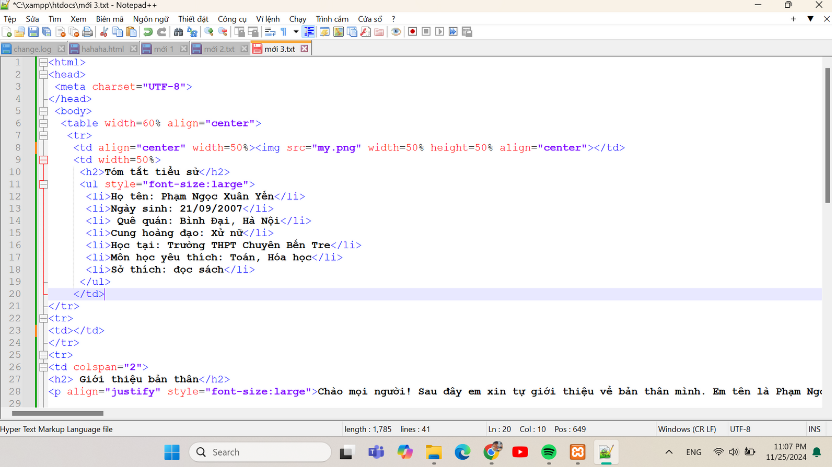 *C:\xampp\htdocs\mới 3.txt - Notepad++
Tệp Sửa Tìm Xem Biên mã Ngôn ngữ Thiết đặt Công cụ Vĩ lệnh Chạy Trình cắm Cửa sổ ?
change.log hahaha.html mới 1 mới 2.txt mới 3.txt
1 <html>
2 <head>
3 <meta charset="UTF-8">
4 </head>
5 <body>
6 <table width=60% align="center">
7 <tr>
8 <td align="center" width=50%><img src="my.png" width=50% height=50% align="center"></td>
9 <td width=50%>
10 <h2>Tóm tắt tiểu sử</h2>
11 <ul style="font-size:large">
12 <li>Họ tên: Phạm Ngọc Xuân Yên</li>
13 <li>Ngày sinh: 21/09/2007</li>
14 <li> Quê quán: Bình Đại, Hà Nội</li>
15 <li>Cung hoàng đạo: Xử nữ</li>
16 <li>Học tại: Trường THPT Chuyên Bến Tre</li>
17 <li>Môn học yêu thích: Toán, Hóa học</li>
18 <li>Sở thích: đọc sách</li>
19 </ul>
20 </td>
21 </tr>
22 <tr>
23 <td></td>
24 </tr>
25 <tr>
26 <td colspan="2">
27 <h2> Giới thiệu bản thân</h2>
28 <p align="justify" style="font-size:large">Chào mọi người! Sau đây em xin tự giới thiệu về bản thân mình. Em tên là Phạm Ngọ
29
Hyper Text Markup Language file length : 1,785 lines : 41 Ln : 20 Col : 10 Pos : 649 Windows (CR LF) UTF-8 INS
Search ENG 11:07 PM
11/25/2024